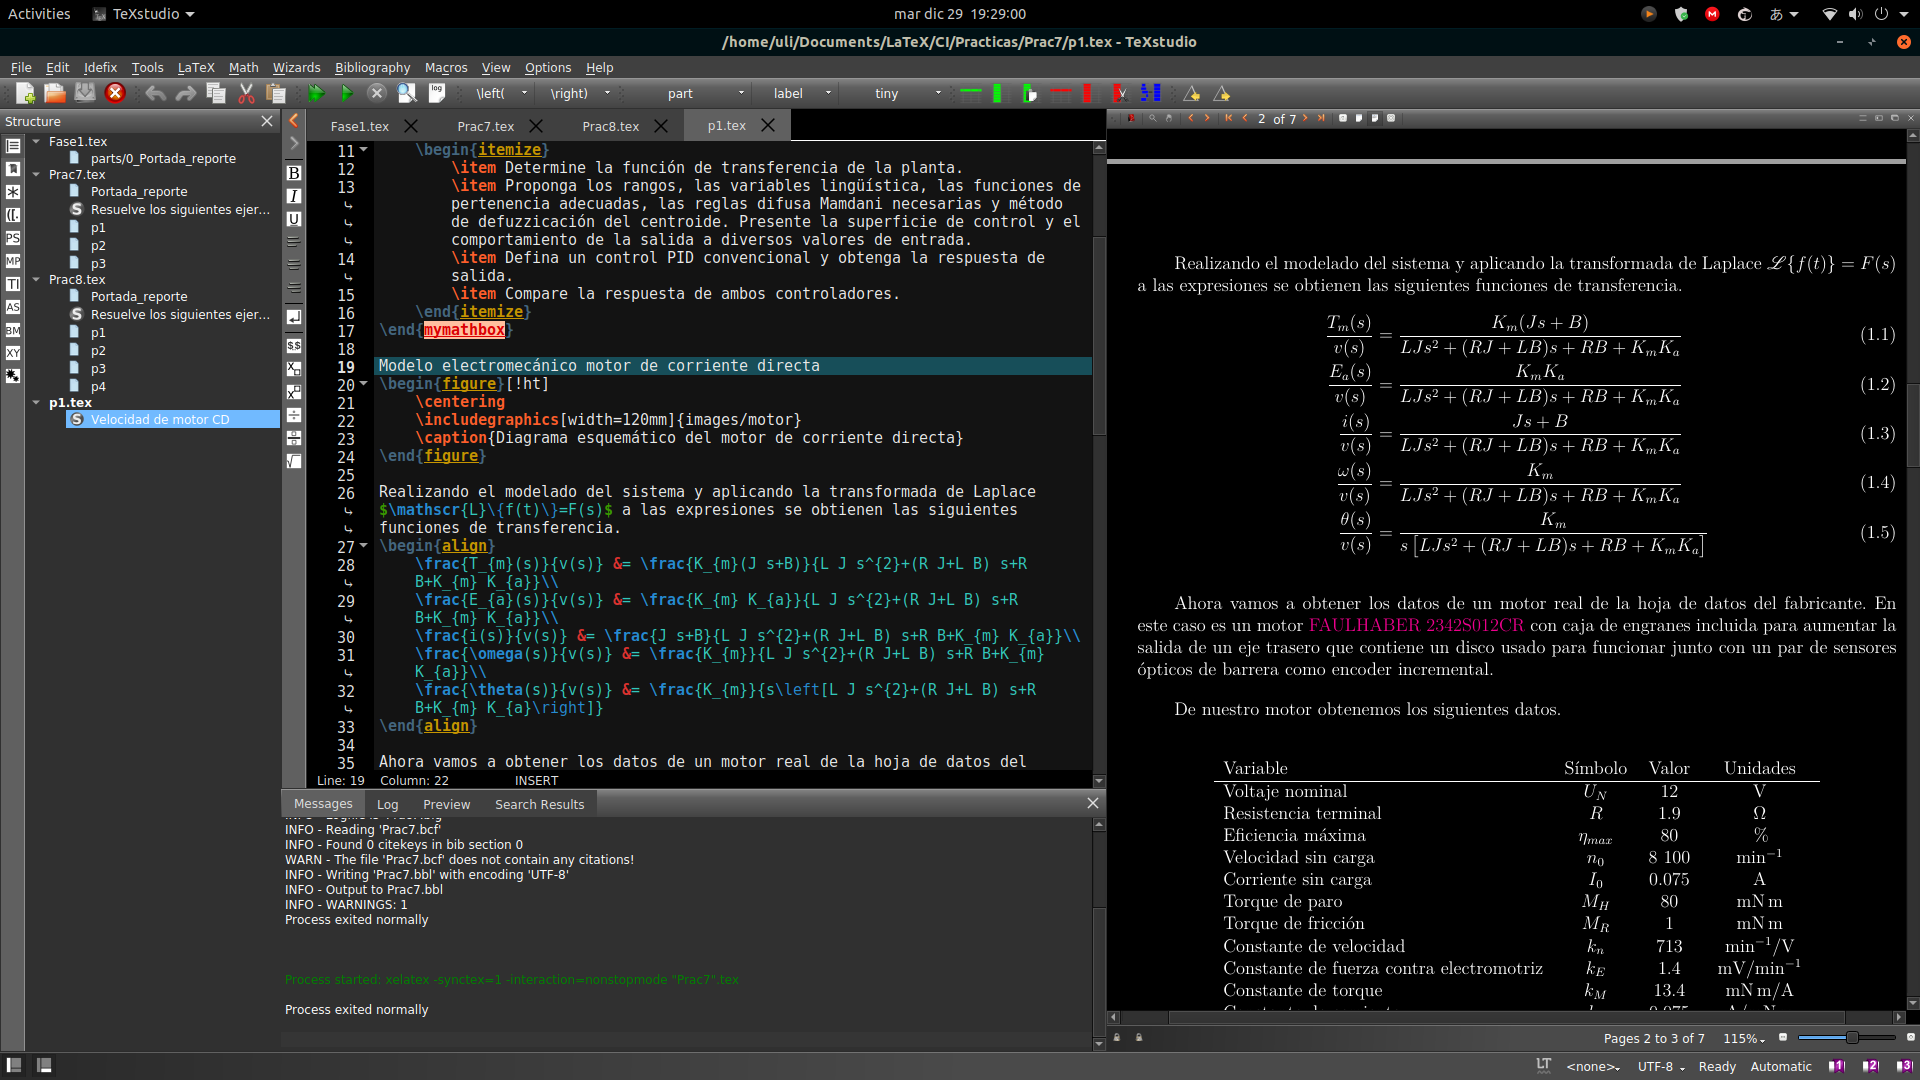 Activities TeXstudio mar dic 29 19:29:00 あ
/home/uli/Documents/LaTeX/CI/Practicas/Prac7/p1.tex - TeXstudio
File Edit Idefix Tools LaTeX Math Wizards Bibliography Macros View Options Help
log \left( \right) part label tiny
Structure
Fase1.tex
parts/0_Portada_reporte
Prac7.tex
Portada_reporte
Resuelve los siguientes ejer...
p1
p2
p3
Prac8.tex
Portada_reporte
Resuelve los siguientes ejer...
p1
p2
p3
p4
p1.tex
Velocidad de motor CD
Fase1.tex Prac7.tex Prac8.tex p1.tex
11 \begin{itemize}
12 \item Determine la función de transferencia de la planta.
13 \item Proponga los rangos, las variables lingüística, las funciones de
pertenencia adecuadas, las reglas difusa Mamdani necesarias y método
de defuzzificación del centroide. Presente la superficie de control y el
comportamiento de la salida a diversos valores de entrada.
14 \item Defina un control PID convencional y obtenga la respuesta de
salida.
15 \item Compare la respuesta de ambos controladores.
16 \end{itemize}
17 \end{mymathbox}
18
19 Modelo electromecánico motor de corriente directa
20 \begin{figure}[!ht]
21 \centering
22 \includegraphics[width=120mm]{images/motor}
23 \caption{Diagrama esquemático del motor de corriente directa}
24 \end{figure}
25
26 Realizando el modelado del sistema y aplicando la transformada de Laplace
$\mathscr{L}\{f(t)\}=F(s)$ a las expresiones se obtienen las siguientes
funciones de transferencia.
27 \begin{align}
28 \frac{T_{m}(s)}{v(s)} &= \frac{K_{m}(J s+B)}{L J s^{2}+(R J+L B) s+R
B+K_{m} K_{a}}\\
29 \frac{E_{a}(s)}{v(s)} &= \frac{K_{m} K_{a}}{L J s^{2}+(R J+L B) s+R
B+K_{m} K_{a}}\\
30 \frac{i(s)}{v(s)} &= \frac{J s+B}{L J s^{2}+(R J+L B) s+R B+K_{m} K_{a}}\\
31 \frac{\omega(s)}{v(s)} &= \frac{K_{m}}{L J s^{2}+(R J+L B) s+R B+K_{m}
K_{a}}\\
32 \frac{\theta(s)}{v(s)} &= \frac{K_{m}}{s\left[L J s^{2}+(R J+L B) s+R
B+K_{m} K_{a}\right]}
33 \end{align}
34
35 Ahora vamos a obtener los datos de un motor real de la hoja de datos del
Line: 19 Column: 22 INSERT
Messages Log Preview Search Results
INFO - Reading 'Prac7.bcf'
INFO - Found 0 citekeys in bib section 0
WARN - The file 'Prac7.bcf' does not contain any citations!
INFO - Writing 'Prac7.bbl' with encoding 'UTF-8'
INFO - Output to Prac7.bbl
INFO - WARNINGS: 1
Process exited normally
Process started: xelatex -synctex=1 -interaction=nonstopmode "Prac7".tex
Process exited normally
2 of 7
Realizando el modelado del sistema y aplicando la transformada de Laplace ℒ{f(t)} = F(s)
a las expresiones se obtienen las siguientes funciones de transferencia.
T_m(s)/v(s) = K_m(Js + B)/(LJs² + (RJ + LB)s + RB + K_mK_a) (1.1)
E_a(s)/v(s) = K_mK_a/(LJs² + (RJ + LB)s + RB + K_mK_a) (1.2)
i(s)/v(s) = Js + B/(LJs² + (RJ + LB)s + RB + K_mK_a) (1.3)
ω(s)/v(s) = K_m/(LJs² + (RJ + LB)s + RB + K_mK_a) (1.4)
θ(s)/v(s) = K_m/(s[LJs² + (RJ + LB)s + RB + K_mK_a]) (1.5)
Ahora vamos a obtener los datos de un motor real de la hoja de datos del fabricante. En
este caso es un motor FAULHABER 2342S012CR con caja de engranes incluida para aumentar la
salida de un eje trasero que contiene un disco usado para funcionar junto con un par de sensores
ópticos de barrera como encoder incremental.
De nuestro motor obtenemos los siguientes datos.
Variable Símbolo Valor Unidades
Voltaje nominal U_N 12 V
Resistencia terminal R 1.9 Ω
Eficiencia máxima η_max 80 %
Velocidad sin carga n_0 8 100 min⁻¹
Corriente sin carga I_0 0.075 A
Torque de paro M_H 80 mN m
Torque de fricción M_R 1 mN m
Constante de velocidad k_n 713 min⁻¹/V
Constante de fuerza contra electromotriz k_E 1.4 mV/min⁻¹
Constante de torque k_M 13.4 mN m/A
Pages 2 to 3 of 7 115%
LT <none> UTF-8 Ready Automatic 1 2 3